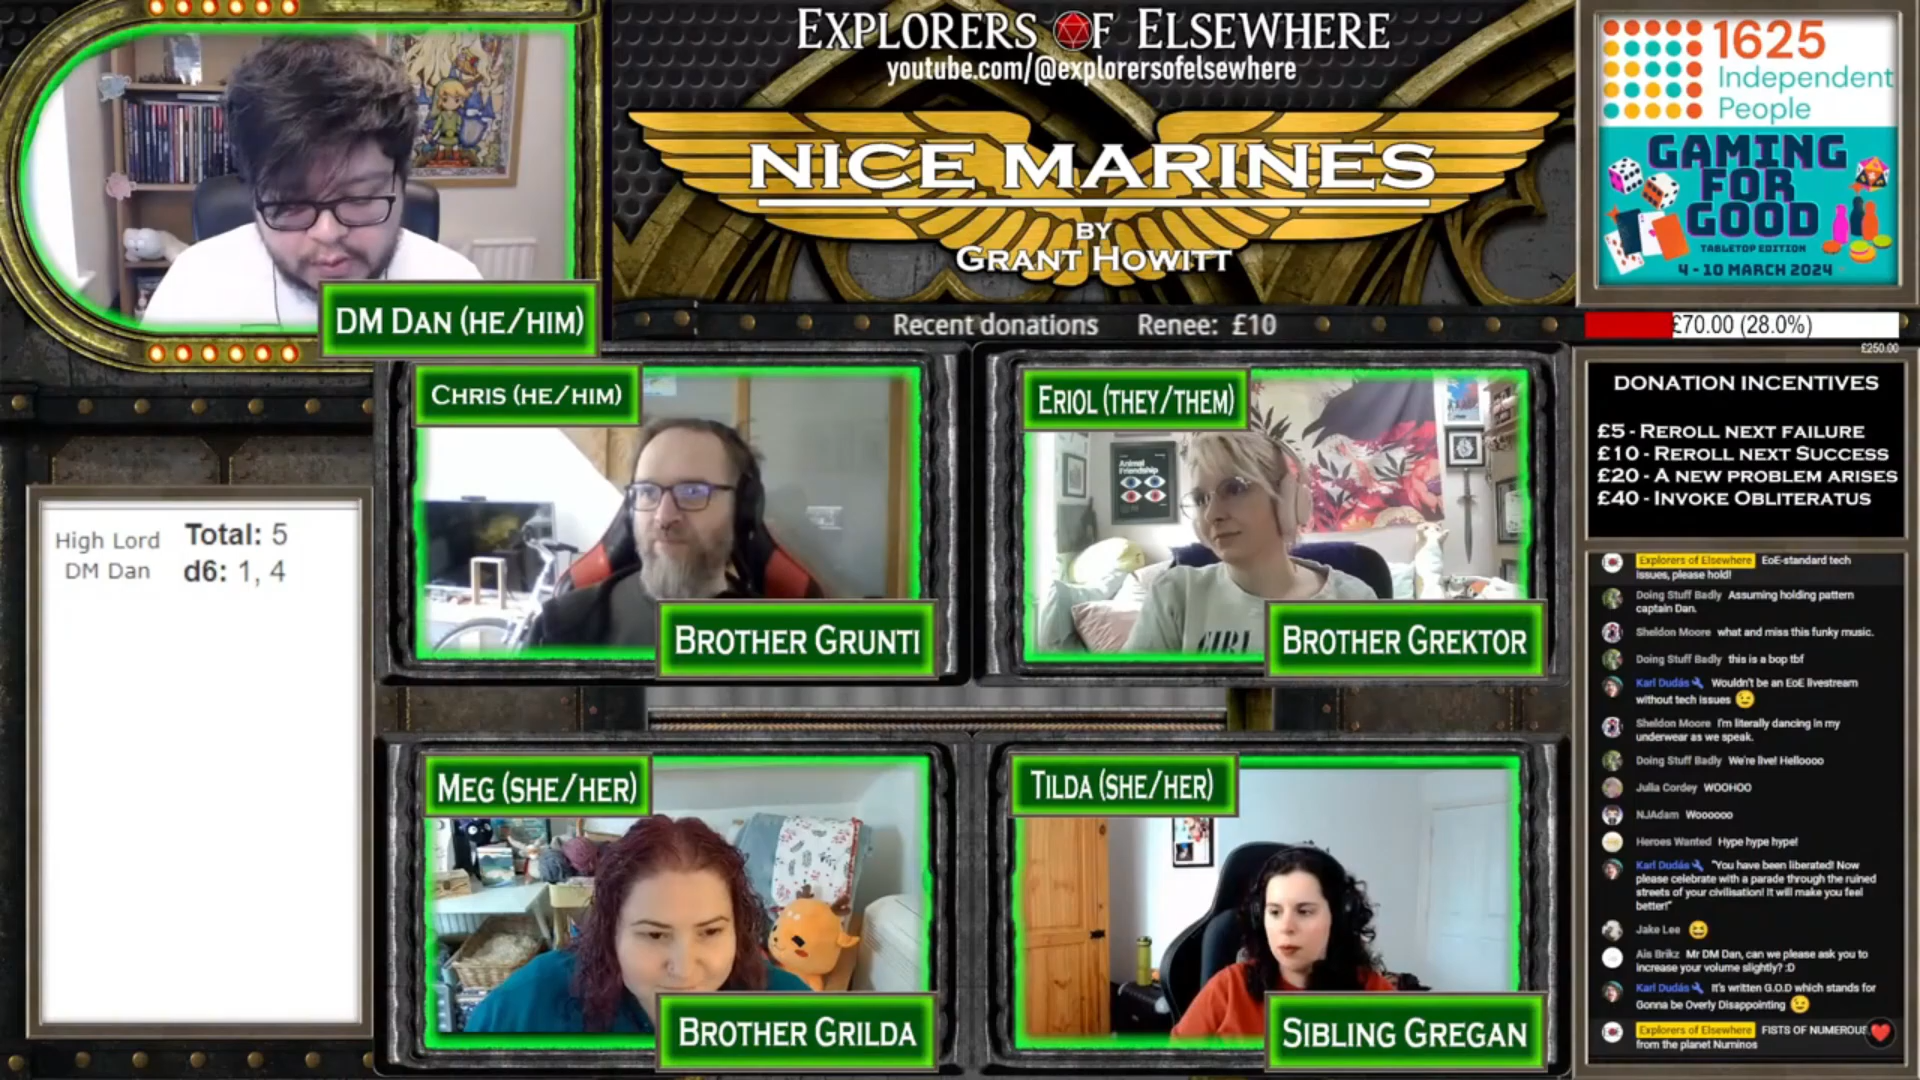 EXPLORERS OF ELSEWHERE
youtube.com/@explorersofelsewhere
NICE MARINES
BY
GRANT HOWITT
Recent donations Renee: £10
1625
Independent
People
GAMING
FOR
GOOD
TABLETOP EDITION
4 - 10 MARCH 2024
£70.00 (28.0%)
£250.00
DM DAN (HE/HIM)
CHRIS (HE/HIM)
BROTHER GRUNTI
ERIOL (THEY/THEM)
Animal
Friendship
GIRL
BROTHER GREKTOR
MEG (SHE/HER)
BROTHER GRILDA
TILDA (SHE/HER)
SIBLING GREGAN
High Lord
DM Dan
Total: 5
d6: 1, 4
DONATION INCENTIVES
£5 - REROLL NEXT FAILURE
£10 - REROLL NEXT SUCCESS
£20 - A NEW PROBLEM ARISES
£40 - INVOKE OBLITERATUS
Explorers of Elsewhere EoE-standard tech
issues, please hold!
Doing Stuff Badly Assuming holding pattern
captain Dan.
Sheldon Moore what and miss this funky music.
Doing Stuff Badly this is a bop tbf
Karl Dudás Wouldn't be an EoE livestream
without tech issues 😉
Sheldon Moore I'm literally dancing in my
underwear as we speak.
Doing Stuff Badly We're live! Helloooo
Julia Cordey WOOHOO
NJAdam Woooooo
Heroes Wanted Hype hype hype!
Karl Dudás "You have been liberated! Now
please celebrate with a parade through the ruined
streets of your civilisation! It will make you feel
better!"
Jake Lee 😆
Ais Brikz Mr DM Dan, can we please ask you to
increase your volume slightly? :D
Karl Dudás It's written G.O.D which stands for
Gonna be Overly Disappointing 😉
Explorers of Elsewhere FISTS OF NUMEROUS
from the planet Numinos